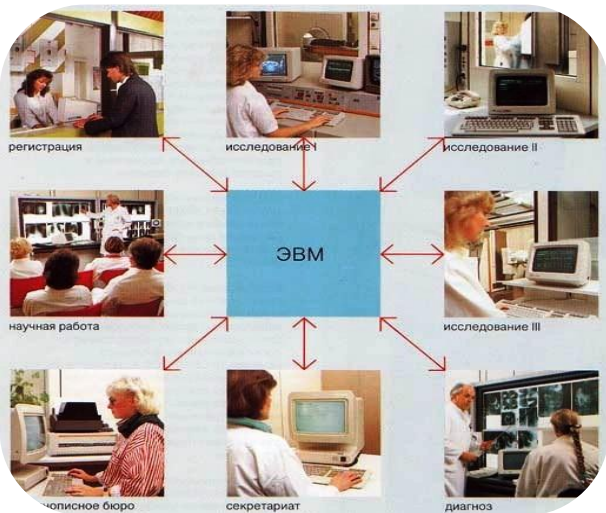 регистрация
исследование I
исследование II
ЭВМ
научная работа
исследование III
бюро
секретариат
диагноз